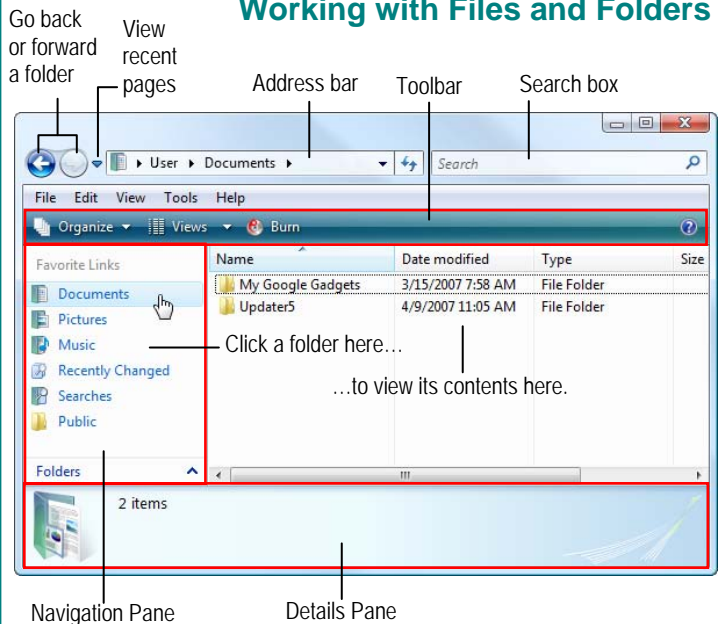 Working with Files and Folders
Go back
or forward
a folder
View
recent
pages
Address bar
Toolbar
Search box
User
Documents
Search
File Edit View Tools Help
Organize Views Burn
Favorite Links
Documents
Pictures
Music
Recently Changed
Searches
Public
Folders
Name Date modified Type Size
My Google Gadgets 3/15/2007 7:58 AM File Folder
Updater5 4/9/2007 11:05 AM File Folder
Click a folder here…
…to view its contents here.
2 items
Navigation Pane
Details Pane